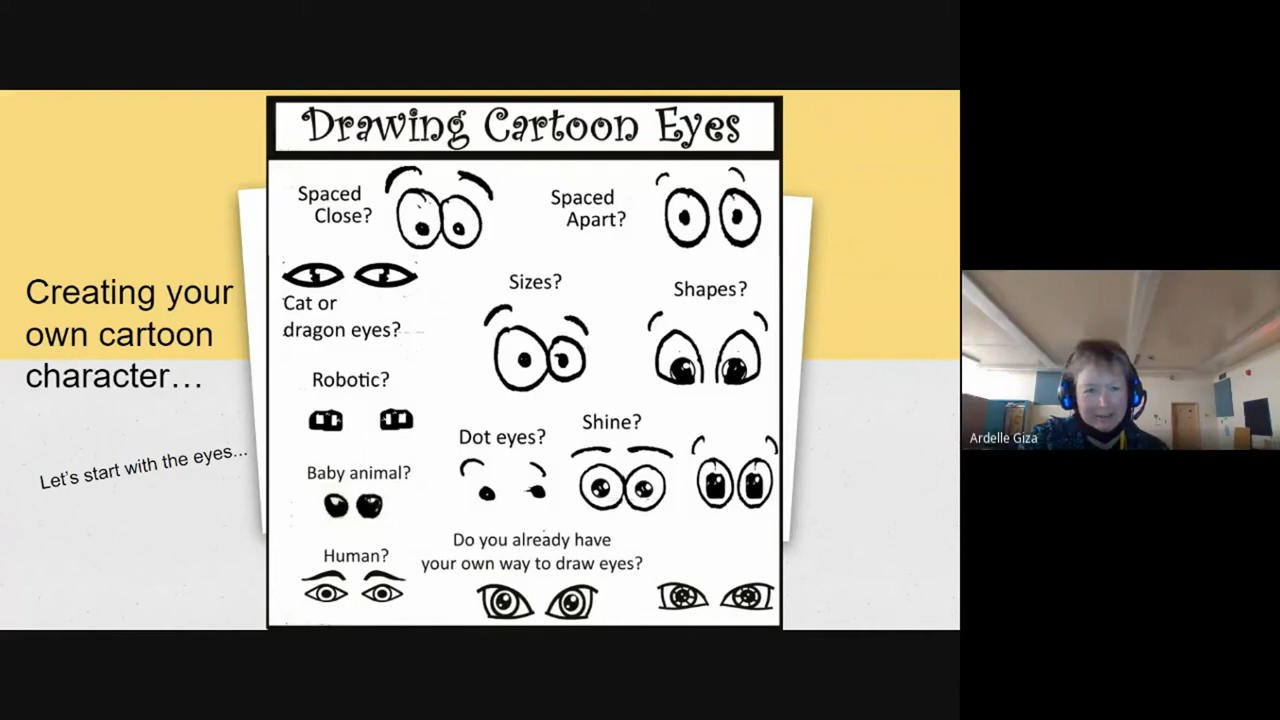 Drawing Cartoon Eyes
Spaced
Close?
Spaced
Apart?
Cat or
dragon eyes?
Sizes?
Shapes?
Robotic?
Dot eyes?
Shine?
Baby animal?
Human?
Do you already have
your own way to draw eyes?
Creating your
own cartoon
character…
Let's start with the eyes...
Ardelle Giza